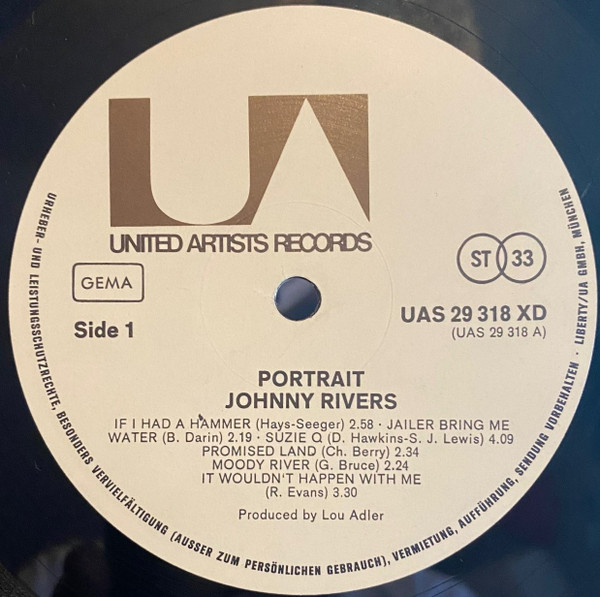 UA
UNITED ARTISTS RECORDS
GEMA
ST 33
Side 1
UAS 29 318 XD
(UAS 29 318 A)
PORTRAIT
JOHNNY RIVERS
IF I HAD A HAMMER (Hays-Seeger) 2.58 · JAILER BRING ME
WATER (B. Darin) 2.19 · SUZIE Q (D. Hawkins-S. J. Lewis) 4.09
PROMISED LAND (Ch. Berry) 2.34
MOODY RIVER (G. Bruce) 2.24
IT WOULDN'T HAPPEN WITH ME
(R. Evans) 3.30
Produced by Lou Adler
URHEBER- UND LEISTUNGSSCHUTZRECHTE, BESONDERS VERVIELFÄLTIGUNG (AUSSER ZUM PERSÖNLICHEN GEBRAUCH), VERMIETUNG, AUFFÜHRUNG, SENDUNG VORBEHALTEN · LIBERTY/UA GMBH, MÜNCHEN